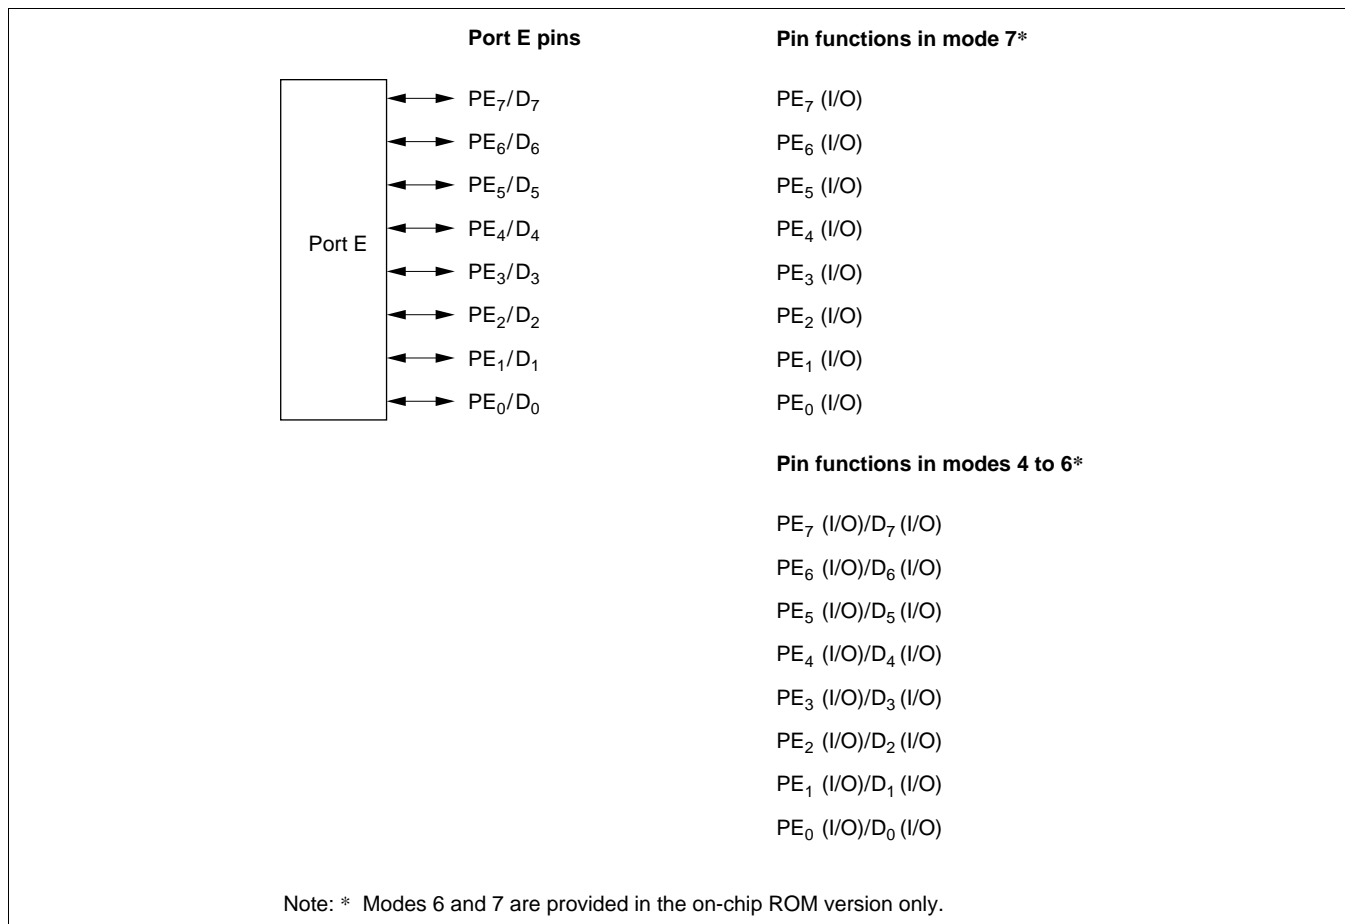 Port E pins Pin functions in mode 7*
PE7/D7 PE7 (I/O)
PE6/D6 PE6 (I/O)
PE5/D5 PE5 (I/O)
PE4/D4 PE4 (I/O)
Port E
PE3/D3 PE3 (I/O)
PE2/D2 PE2 (I/O)
PE1/D1 PE1 (I/O)
PE0/D0 PE0 (I/O)
Pin functions in modes 4 to 6*
PE7 (I/O)/D7 (I/O)
PE6 (I/O)/D6 (I/O)
PE5 (I/O)/D5 (I/O)
PE4 (I/O)/D4 (I/O)
PE3 (I/O)/D3 (I/O)
PE2 (I/O)/D2 (I/O)
PE1 (I/O)/D1 (I/O)
PE0 (I/O)/D0 (I/O)
Note: * Modes 6 and 7 are provided in the on-chip ROM version only.